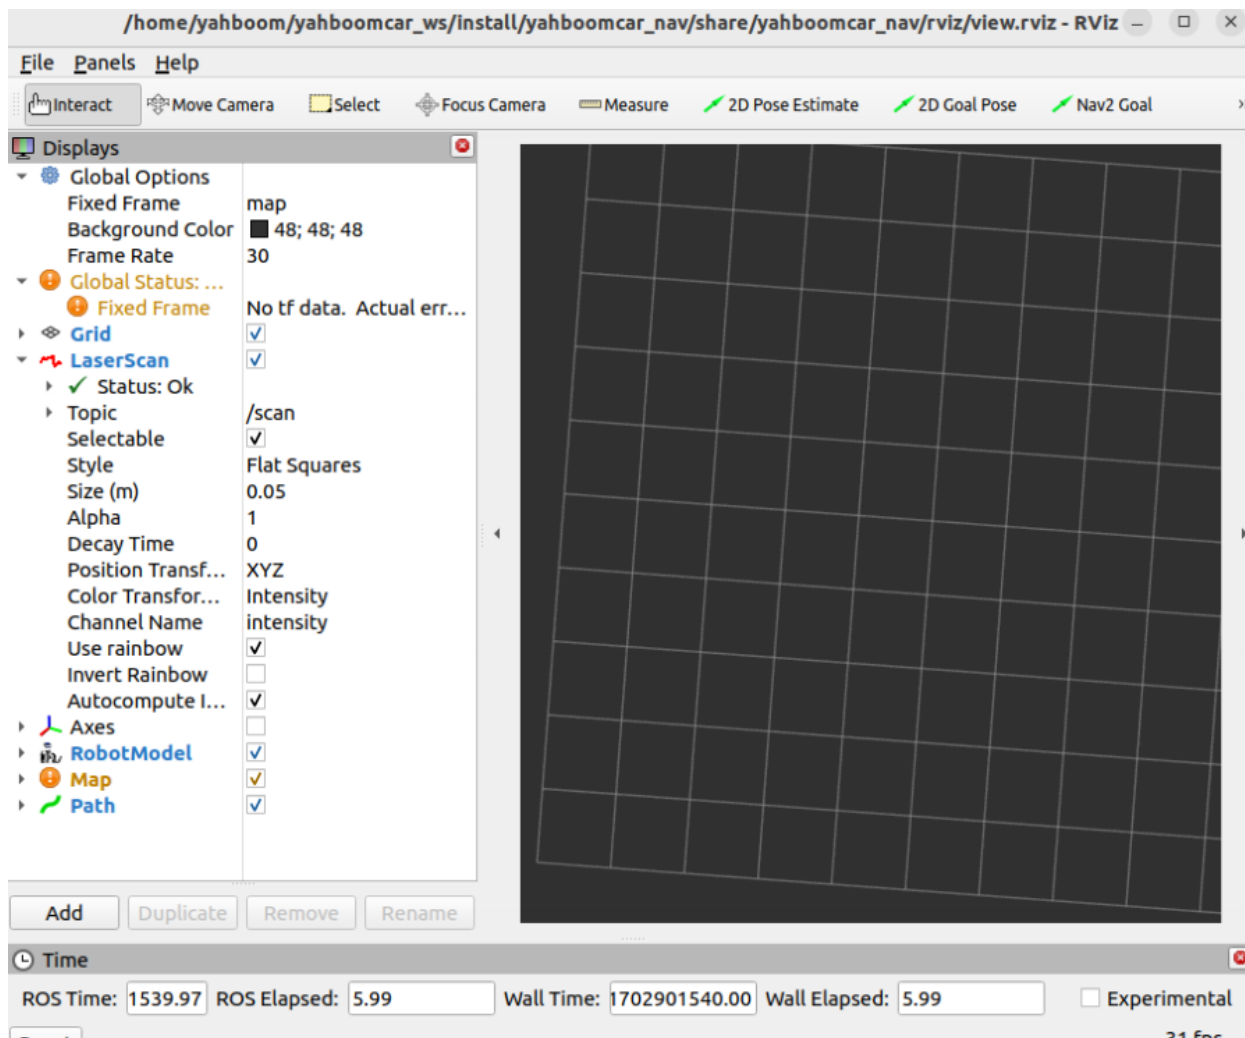 /home/yahboom/yahboomcar_ws/install/yahboomcar_nav/share/yahboomcar_nav/rviz/view.rviz - RViz
File Panels Help
Interact Move Camera Select Focus Camera Measure 2D Pose Estimate 2D Goal Pose Nav2 Goal
Displays
Global Options
Fixed Frame map
Background Color 48; 48; 48
Frame Rate 30
Global Status: ...
Fixed Frame No tf data. Actual err...
Grid
LaserScan
Status: Ok
Topic /scan
Selectable
Style Flat Squares
Size (m) 0.05
Alpha 1
Decay Time 0
Position Transf... XYZ
Color Transfor... Intensity
Channel Name intensity
Use rainbow
Invert Rainbow
Autocompute I...
Axes
RobotModel
Map
Path
Add Duplicate Remove Rename
Time
ROS Time: 1539.97 ROS Elapsed: 5.99 Wall Time: 1702901540.00 Wall Elapsed: 5.99 Experimental
31 fps